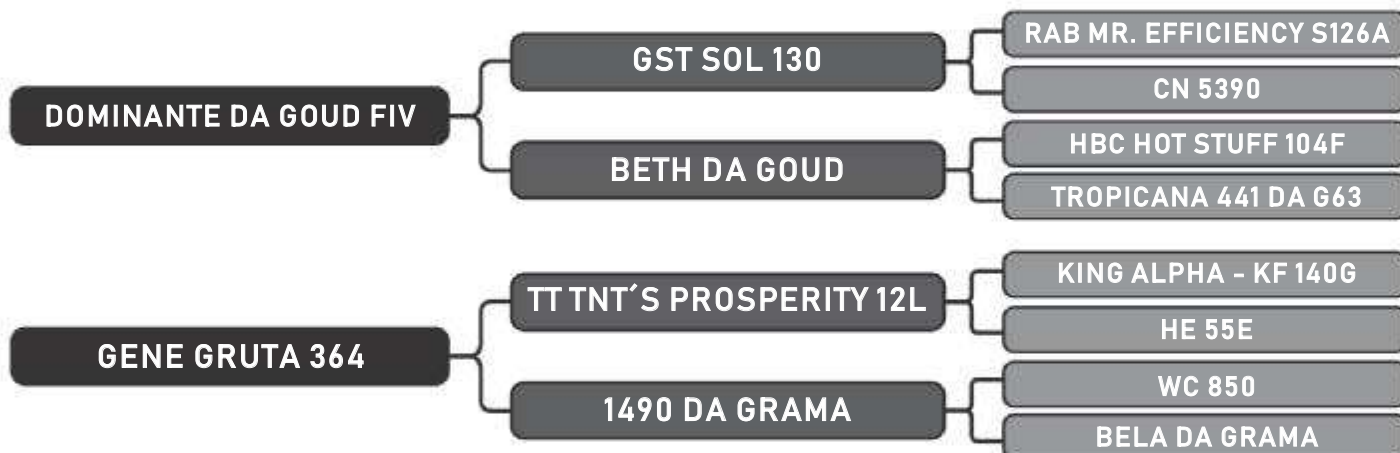 DOMINANTE DA GOUD FIV
GST SOL 130
RAB MR. EFFICIENCY S126A
CN 5390
BETH DA GOUD
HBC HOT STUFF 104F
TROPICANA 441 DA G63
GENE GRUTA 364
TT TNT´S PROSPERITY 12L
KING ALPHA - KF 140G
HE 55E
1490 DA GRAMA
WC 850
BELA DA GRAMA